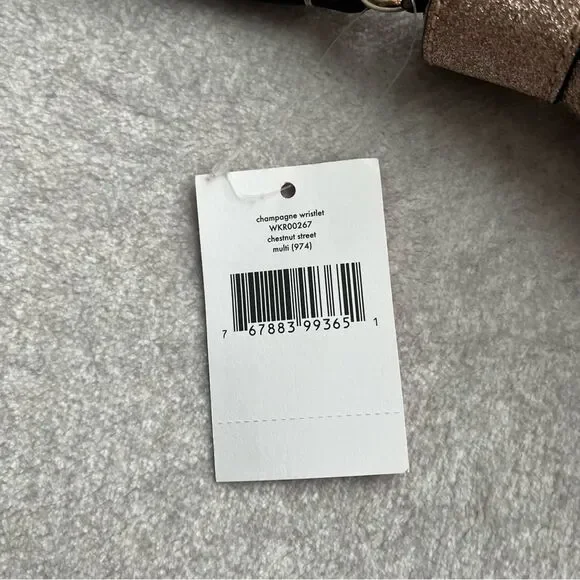 champagne wristlet
WKR00267
chestnut street
multi (974)
7 67883 99365 1